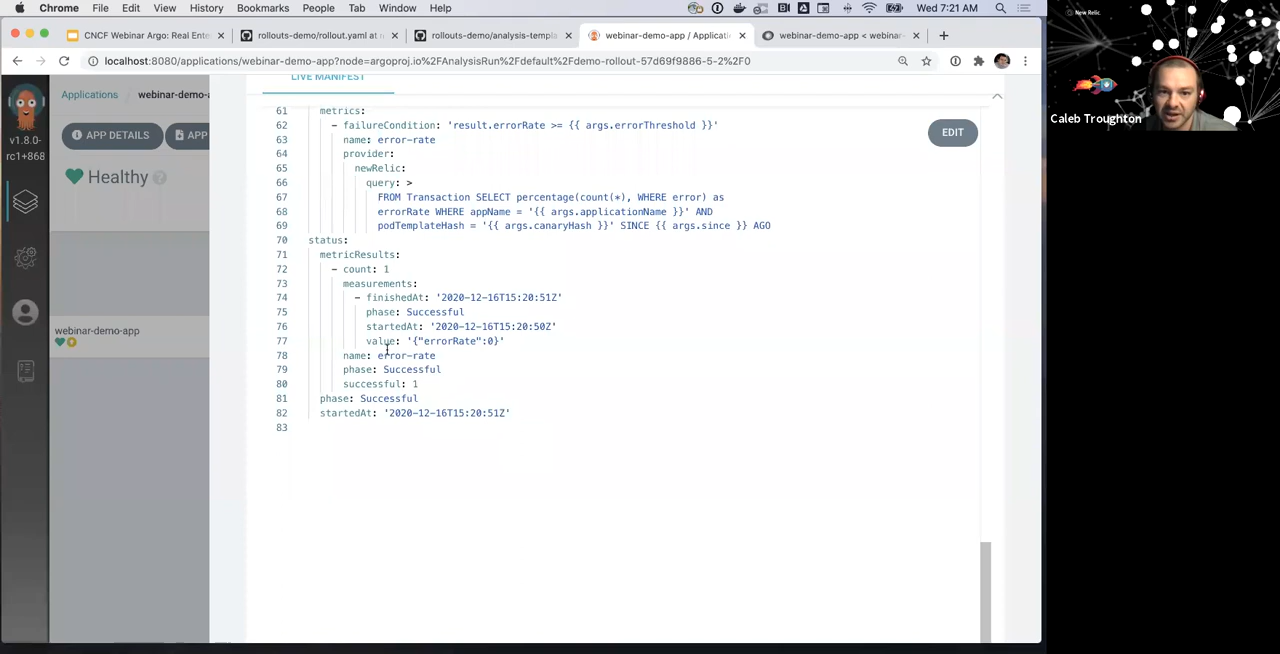 Chrome File Edit View History Bookmarks People Tab Window Help Wed 7:21 AM
CNCF Webinar Argo: Real Ente
rollouts-demo/rollout.yaml at r
rollouts-demo/analysis-templa
webinar-demo-app / Applicati
webinar-demo-app < webinar-
localhost:8080/applications/webinar-demo-app?node=argoproj.io%2FAnalysisRun%2Fdefault%2Fdemo-rollout-57d69f9886-5-2%2F0
v1.8.0-
rc1+868
Applications / webinar-demo-a
APP DETAILS
APP
Healthy
webinar-demo-app
LIVE MANIFEST
EDIT
61 metrics:
62 - failureCondition: 'result.errorRate >= {{ args.errorThreshold }}'
63 name: error-rate
64 provider:
65 newRelic:
66 query: >
67 FROM Transaction SELECT percentage(count(*), WHERE error) as
68 errorRate WHERE appName = '{{ args.applicationName }}' AND
69 podTemplateHash = '{{ args.canaryHash }}' SINCE {{ args.since }} AGO
70 status:
71 metricResults:
72 - count: 1
73 measurements:
74 - finishedAt: '2020-12-16T15:20:51Z'
75 phase: Successful
76 startedAt: '2020-12-16T15:20:50Z'
77 value: '{"errorRate":0}'
78 name: error-rate
79 phase: Successful
80 successful: 1
81 phase: Successful
82 startedAt: '2020-12-16T15:20:51Z'
83
New Relic
Caleb Troughton